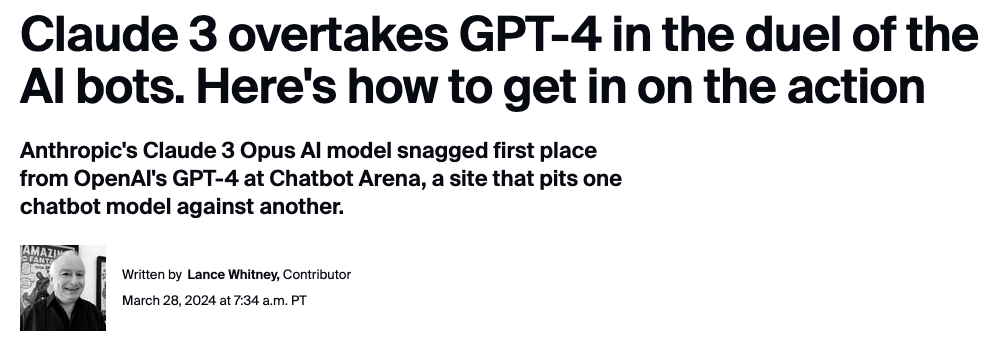 Claude 3 overtakes GPT-4 in the duel of the
AI bots. Here's how to get in on the action
Anthropic's Claude 3 Opus AI model snagged first place
from OpenAI's GPT-4 at Chatbot Arena, a site that pits one
chatbot model against another.
AMAZIN
FANTA
Written by Lance Whitney, Contributor
March 28, 2024 at 7:34 a.m. PT